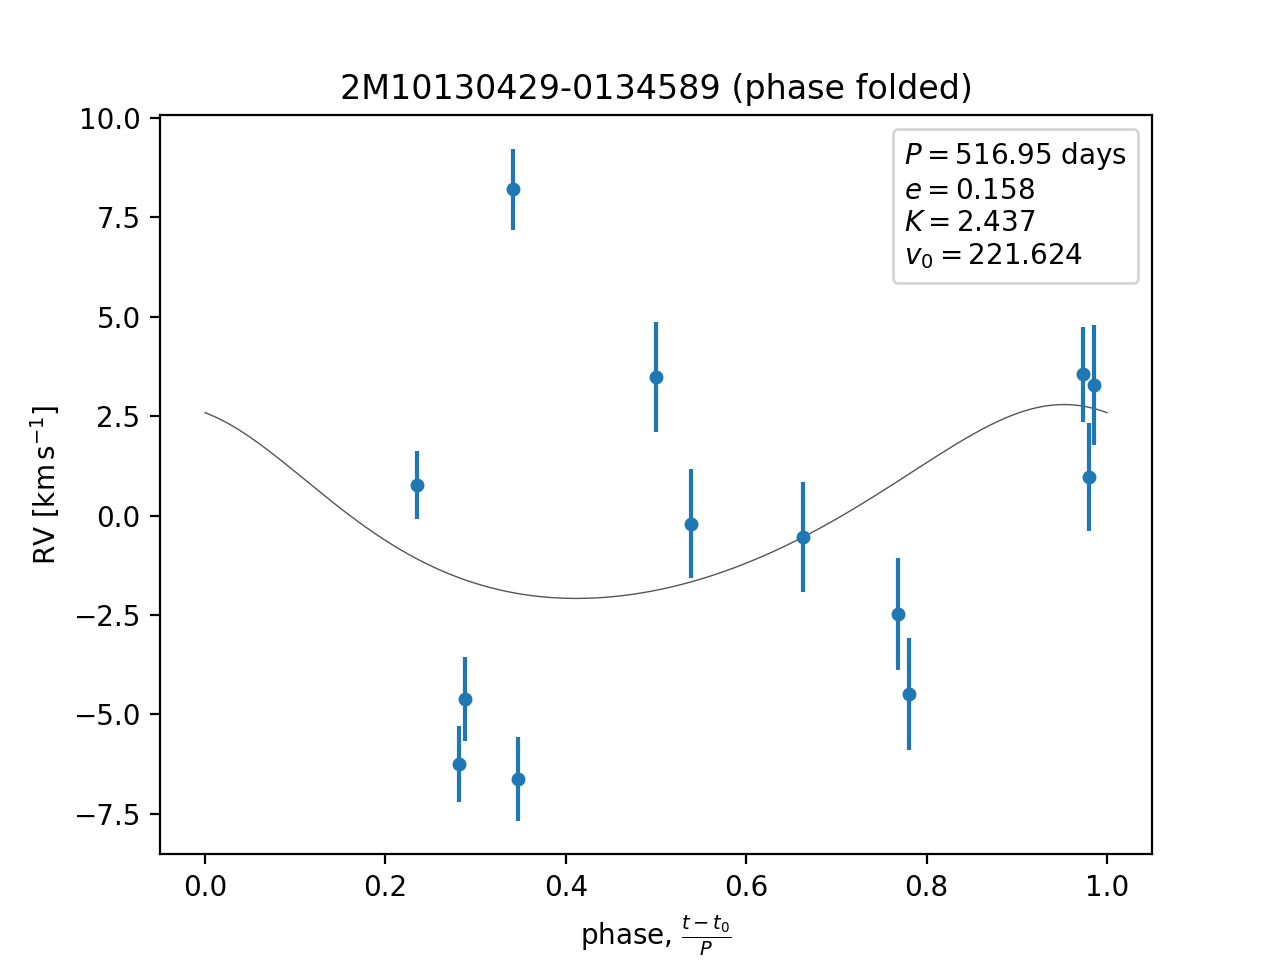 2M10130429-0134589 (phase folded)
P = 516.95 days
e = 0.158
K = 2.437
v₀ = 221.624
10.0
7.5
5.0
2.5
0.0
−2.5
−5.0
−7.5
RV [km s⁻¹]
0.0 0.2 0.4 0.6 0.8 1.0
phase, (t − t₀)/P